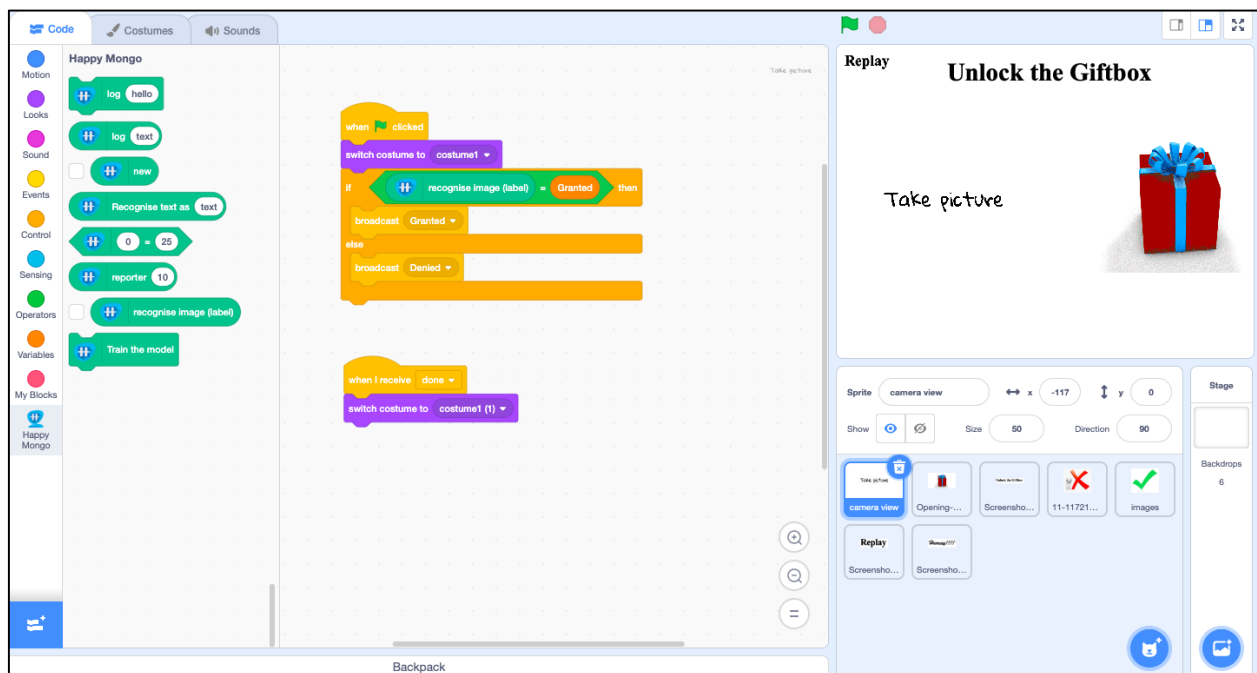 Code
Costumes
Sounds
Motion
Looks
Sound
Events
Control
Sensing
Operators
Variables
My Blocks
Happy
Mongo
Happy Mongo
log hello
log text
new
Recognise text as text
0 = 25
reporter 10
recognise image (label)
Train the model
Take picture
when clicked
switch costume to costume1
if recognise image (label) = Granted then
broadcast Granted
else
broadcast Denied
when I receive done
switch costume to costume1 (1)
Backpack
Replay
Unlock the Giftbox
Take picture
Sprite camera view x -117 y 0
Show Size 50 Direction 90
Take picture
camera view
Opening-...
Unlock the Giftbox
Screensho...
11-11721...
images
Replay
Screensho...
Hooray!!!!
Screensho...
Stage
Backdrops
6